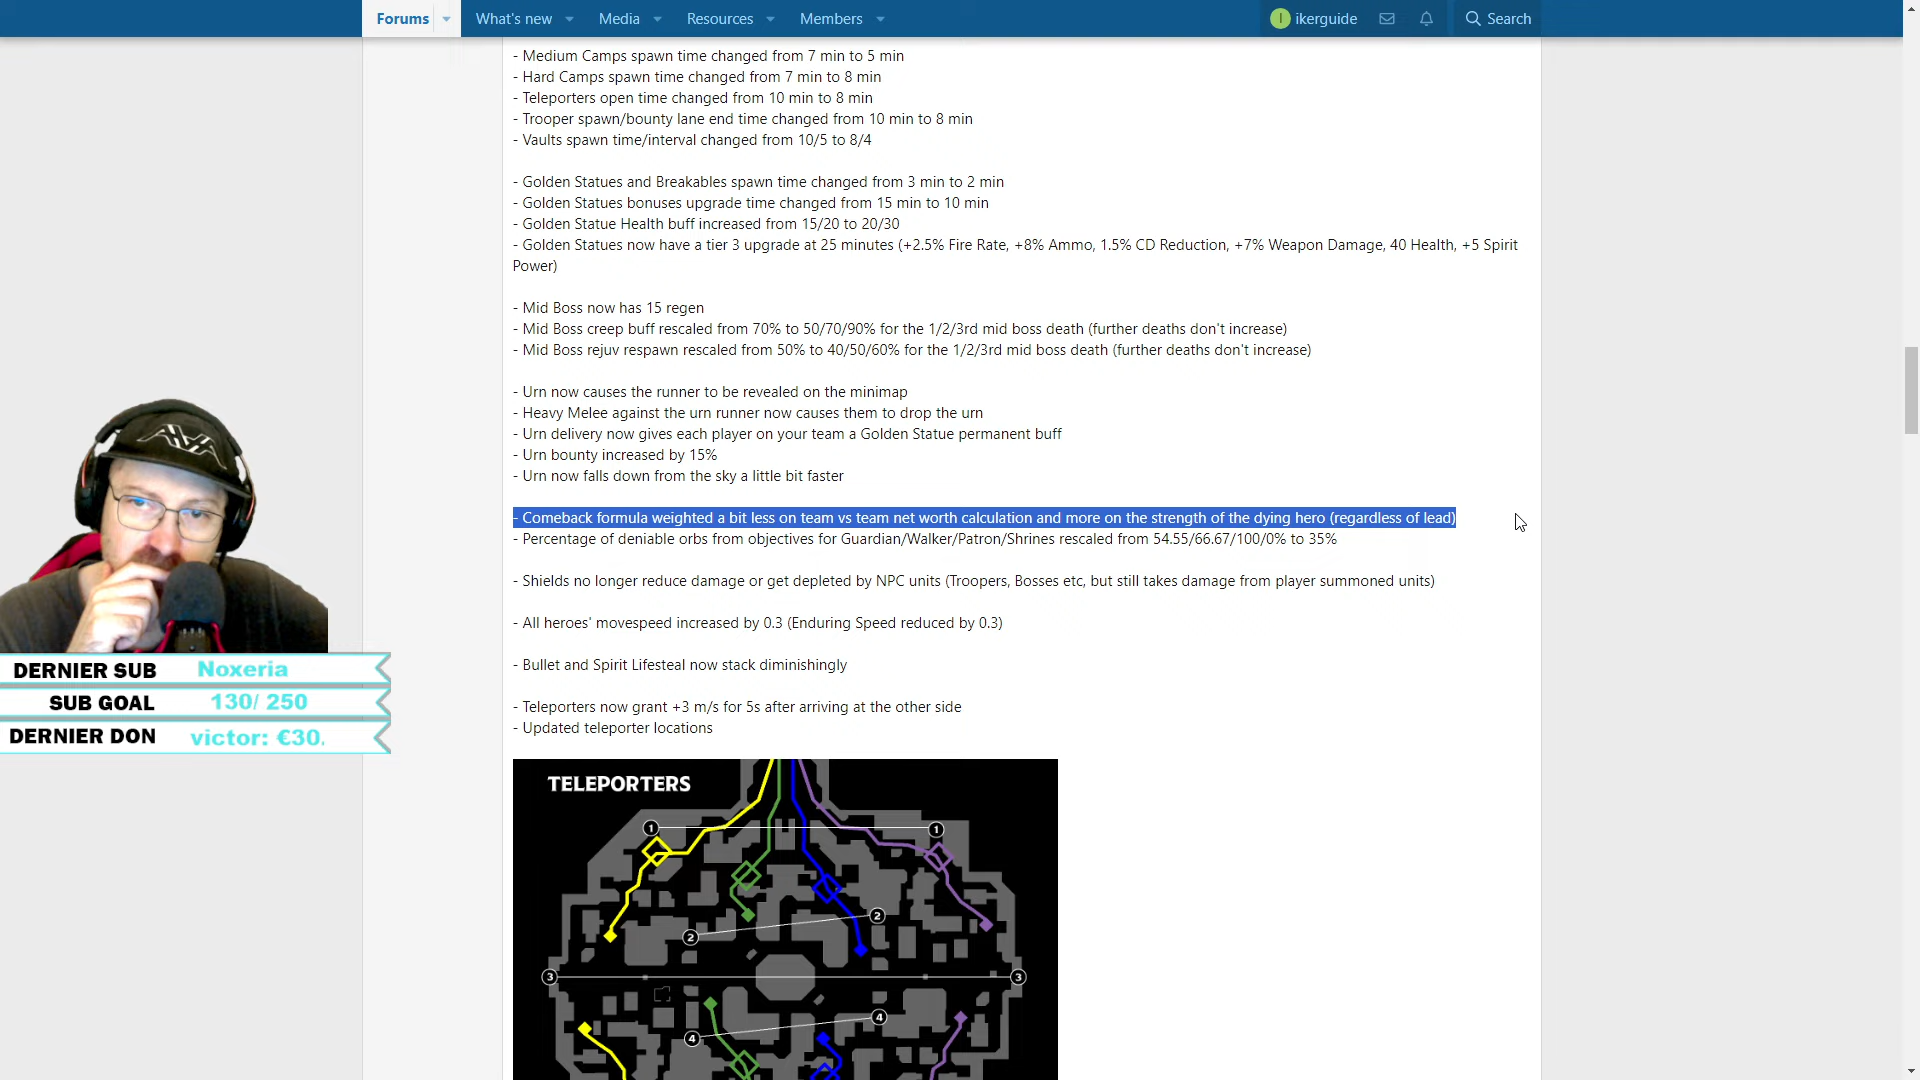 Forums What's new Media Resources Members I ikerguide Search
- Medium Camps spawn time changed from 7 min to 5 min
- Hard Camps spawn time changed from 7 min to 8 min
- Teleporters open time changed from 10 min to 8 min
- Trooper spawn/bounty lane end time changed from 10 min to 8 min
- Vaults spawn time/interval changed from 10/5 to 8/4
- Golden Statues and Breakables spawn time changed from 3 min to 2 min
- Golden Statues bonuses upgrade time changed from 15 min to 10 min
- Golden Statue Health buff increased from 15/20 to 20/30
- Golden Statues now have a tier 3 upgrade at 25 minutes (+2.5% Fire Rate, +8% Ammo, 1.5% CD Reduction, +7% Weapon Damage, 40 Health, +5 Spirit
Power)
- Mid Boss now has 15 regen
- Mid Boss creep buff rescaled from 70% to 50/70/90% for the 1/2/3rd mid boss death (further deaths don't increase)
- Mid Boss rejuv respawn rescaled from 50% to 40/50/60% for the 1/2/3rd mid boss death (further deaths don't increase)
- Urn now causes the runner to be revealed on the minimap
- Heavy Melee against the urn runner now causes them to drop the urn
- Urn delivery now gives each player on your team a Golden Statue permanent buff
- Urn bounty increased by 15%
- Urn now falls down from the sky a little bit faster
- Comeback formula weighted a bit less on team vs team net worth calculation and more on the strength of the dying hero (regardless of lead)
- Percentage of deniable orbs from objectives for Guardian/Walker/Patron/Shrines rescaled from 54.55/66.67/100/0% to 35%
- Shields no longer reduce damage or get depleted by NPC units (Troopers, Bosses etc, but still takes damage from player summoned units)
- All heroes' movespeed increased by 0.3 (Enduring Speed reduced by 0.3)
- Bullet and Spirit Lifesteal now stack diminishingly
- Teleporters now grant +3 m/s for 5s after arriving at the other side
- Updated teleporter locations
DERNIER SUB Noxeria
SUB GOAL 130/ 250
DERNIER DON victor: €30.
TELEPORTERS
1 1
2 2
3 3
4 4